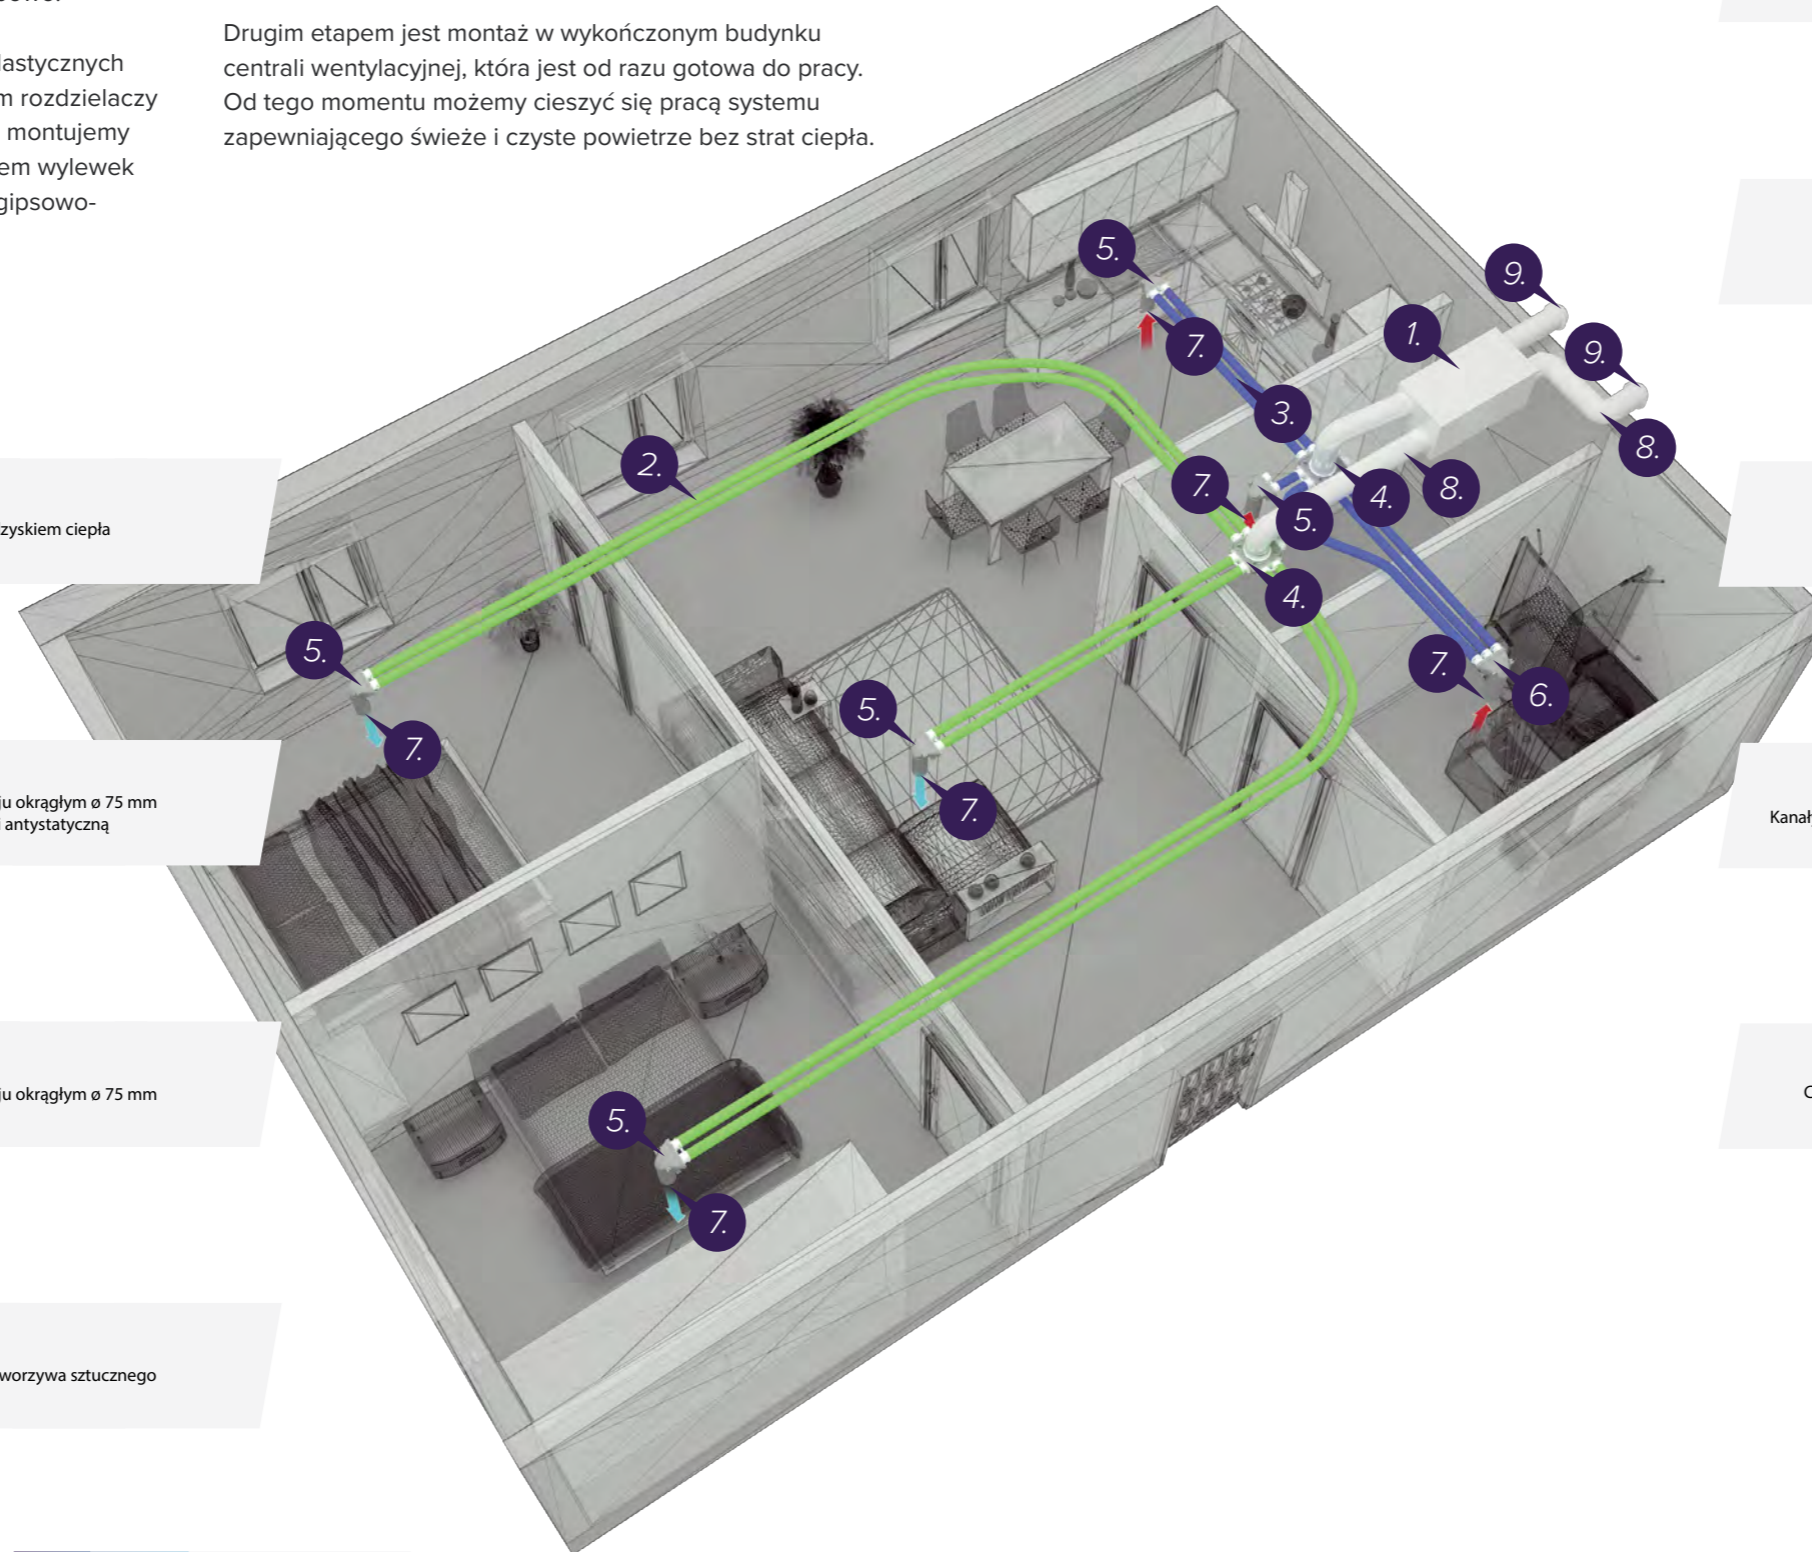 lastycznych
m rozdzielaczy
montujemy
em wylewek
gipsowo-
Drugim etapem jest montaż w wykończonym budynku
centrali wentylacyjnej, która jest od razu gotowa do pracy.
Od tego momentu możemy cieszyć się pracą systemu
zapewniającego świeże i czyste powietrze bez strat ciepła.
5.
9.
1.
7.
9.
3.
2.
8.
7.
4.
8.
5.
zyskiem ciepła
4.
5.
7.
6.
5.
7.
7.
ju okrągłym ø 75 mm
i antystatyczną
Kanał
ju okrągłym ø 75 mm
5.
7.
worzywa sztucznego